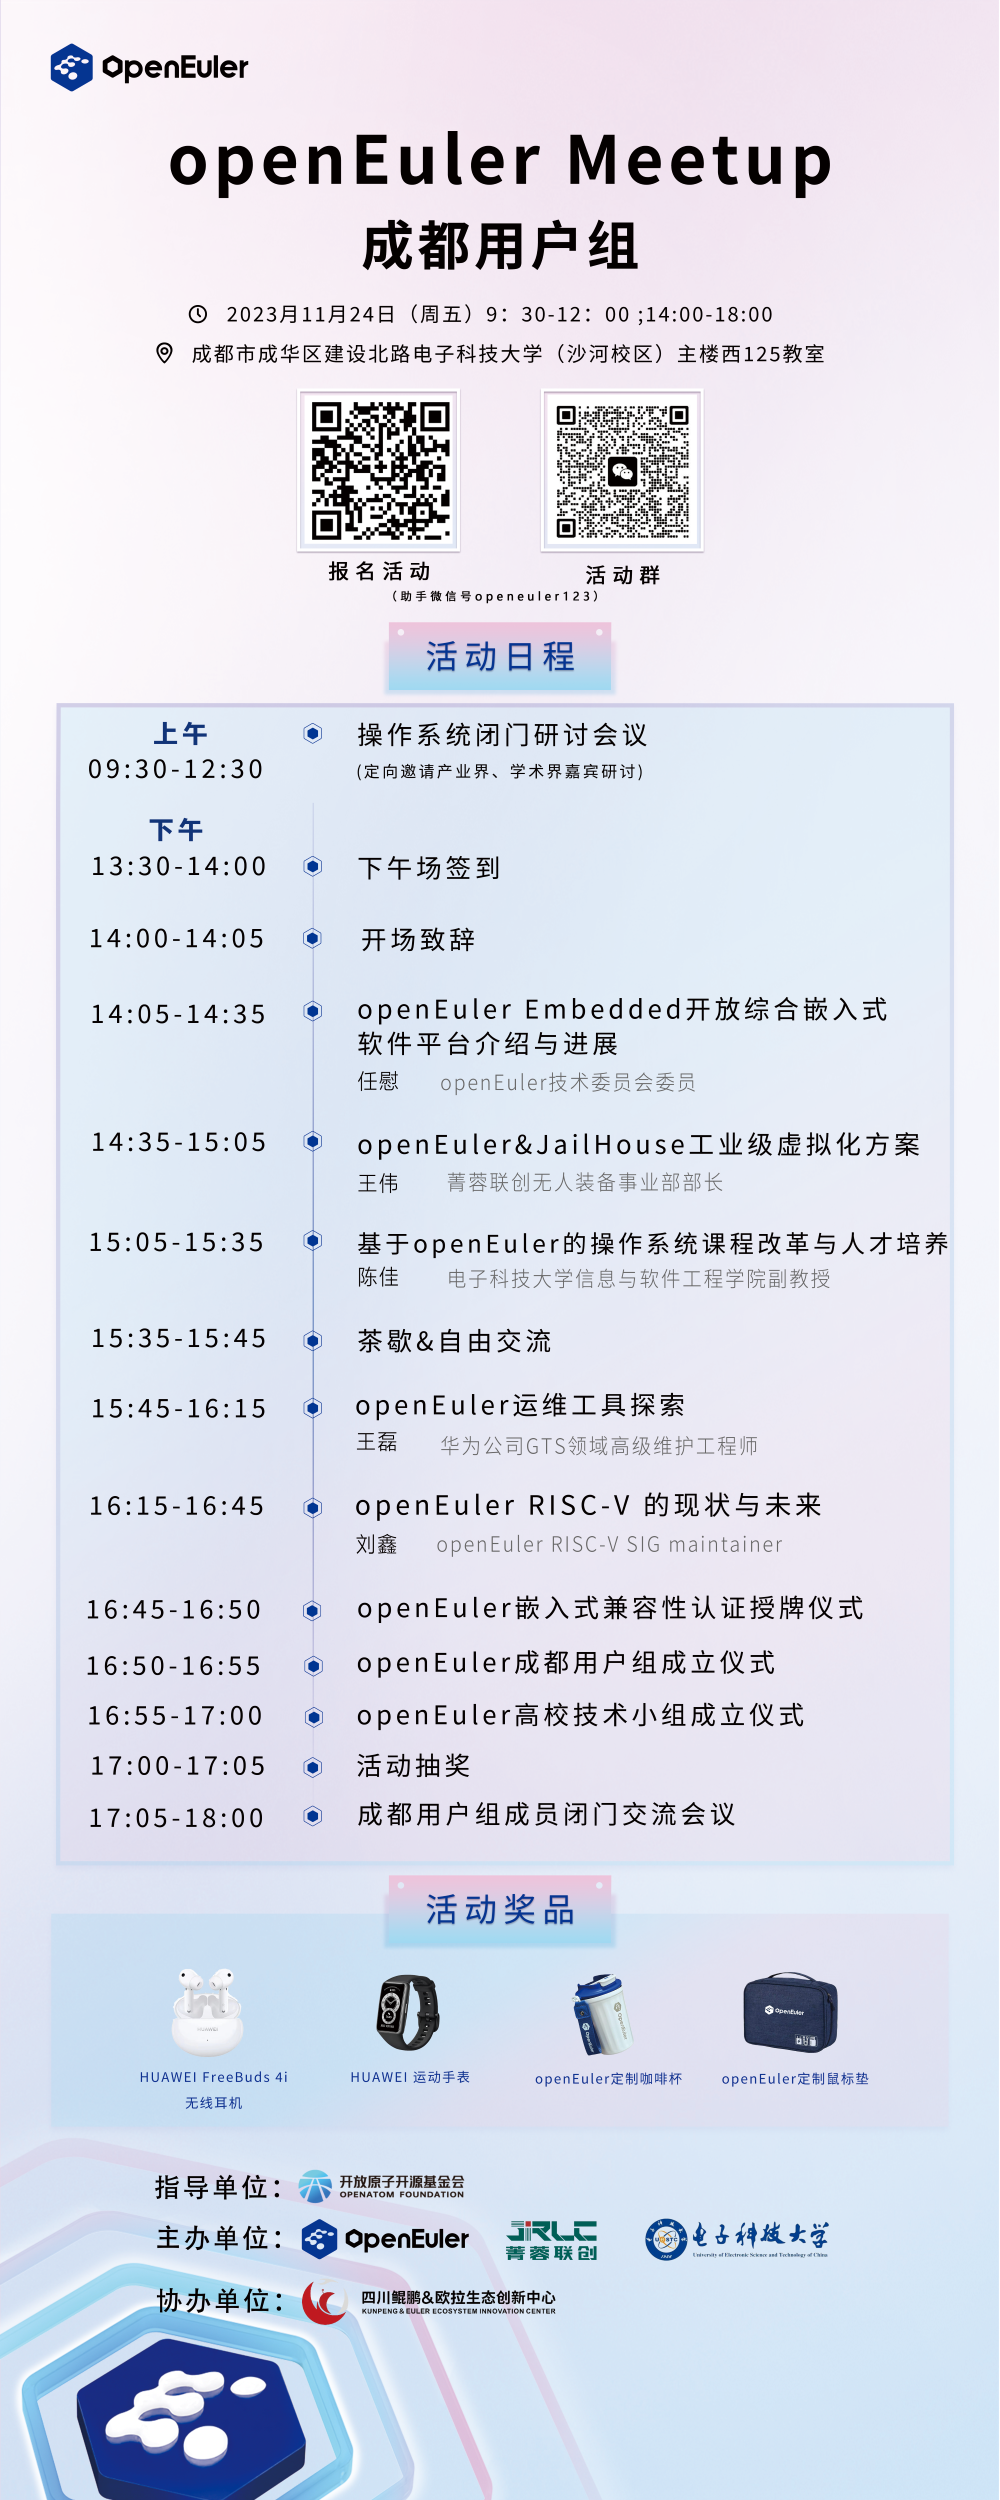 OpenEuler
openEuler Meetup
成都用户组
2023月11月24日（周五）9：30-12：00 ;14:00-18:00
成都市成华区建设北路电子科技大学（沙河校区）主楼西125教室
报名活动
活动群
（助手微信号openeuler123）
活动日程
上午
09:30-12:30
操作系统闭门研讨会议
(定向邀请产业界、学术界嘉宾研讨)
下午
13:30-14:00
下午场签到
14:00-14:05
开场致辞
14:05-14:35
openEuler Embedded开放综合嵌入式
软件平台介绍与进展
任慰 openEuler技术委员会委员
14:35-15:05
openEuler&JailHouse工业级虚拟化方案
王伟 菁蓉联创无人装备事业部部长
15:05-15:35
基于openEuler的操作系统课程改革与人才培养
陈佳 电子科技大学信息与软件工程学院副教授
15:35-15:45
茶歇&自由交流
15:45-16:15
openEuler运维工具探索
王磊 华为公司GTS领域高级维护工程师
16:15-16:45
openEuler RISC-V 的现状与未来
刘鑫 openEuler RISC-V SIG maintainer
16:45-16:50
openEuler嵌入式兼容性认证授牌仪式
16:50-16:55
openEuler成都用户组成立仪式
16:55-17:00
openEuler高校技术小组成立仪式
17:00-17:05
活动抽奖
17:05-18:00
成都用户组成员闭门交流会议
活动奖品
HUAWEI FreeBuds 4i
无线耳机
HUAWEI 运动手表
openEuler定制咖啡杯
OpenEuler
openEuler定制鼠标垫
指导单位：
开放原子开源基金会
OPENATOM FOUNDATION
主办单位：
OpenEuler
JRLC
菁蓉联创
电子科技大学
University of Electronic Science and Technology of China
协办单位：
四川鲲鹏&欧拉生态创新中心
KUNPENG & EULER ECOSYSTEM INNOVATION CENTER